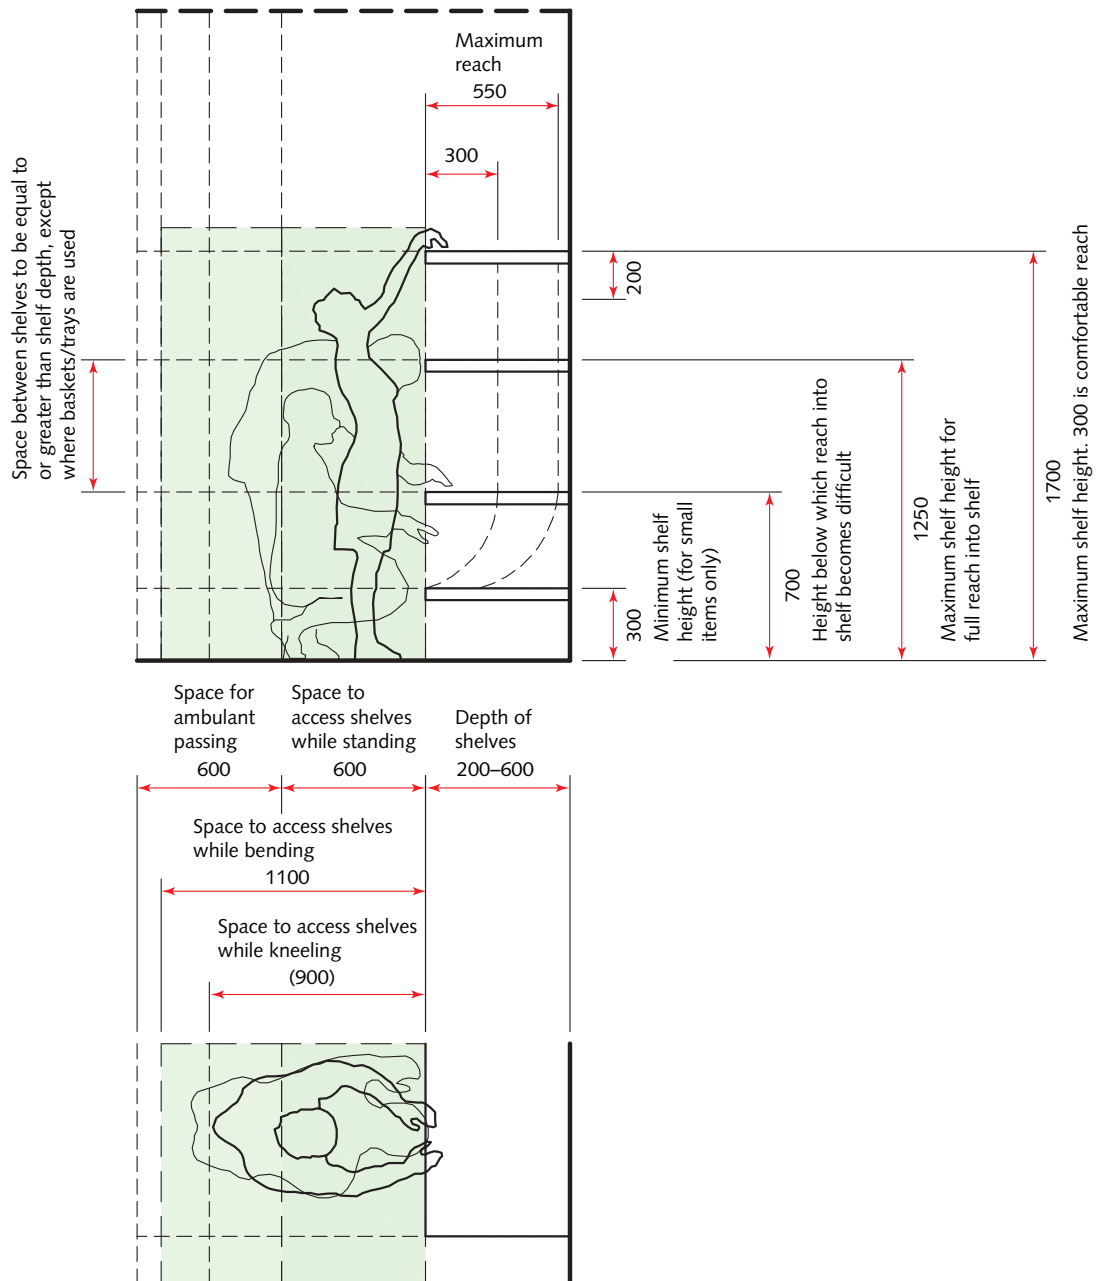 Maximum
reach
550
300
Space between shelves to be equal to
or greater than shelf depth, except
where baskets/trays are used
200
300
Minimum shelf
height (for small
items only)
700
Height below which reach into
shelf becomes difficult
1250
Maximum shelf height for
full reach into shelf
1700
Maximum shelf height. 300 is comfortable reach
Space for
ambulant
passing
600
Space to
access shelves
while standing
600
Depth of
shelves
200–600
Space to access shelves
while bending
1100
Space to access shelves
while kneeling
(900)